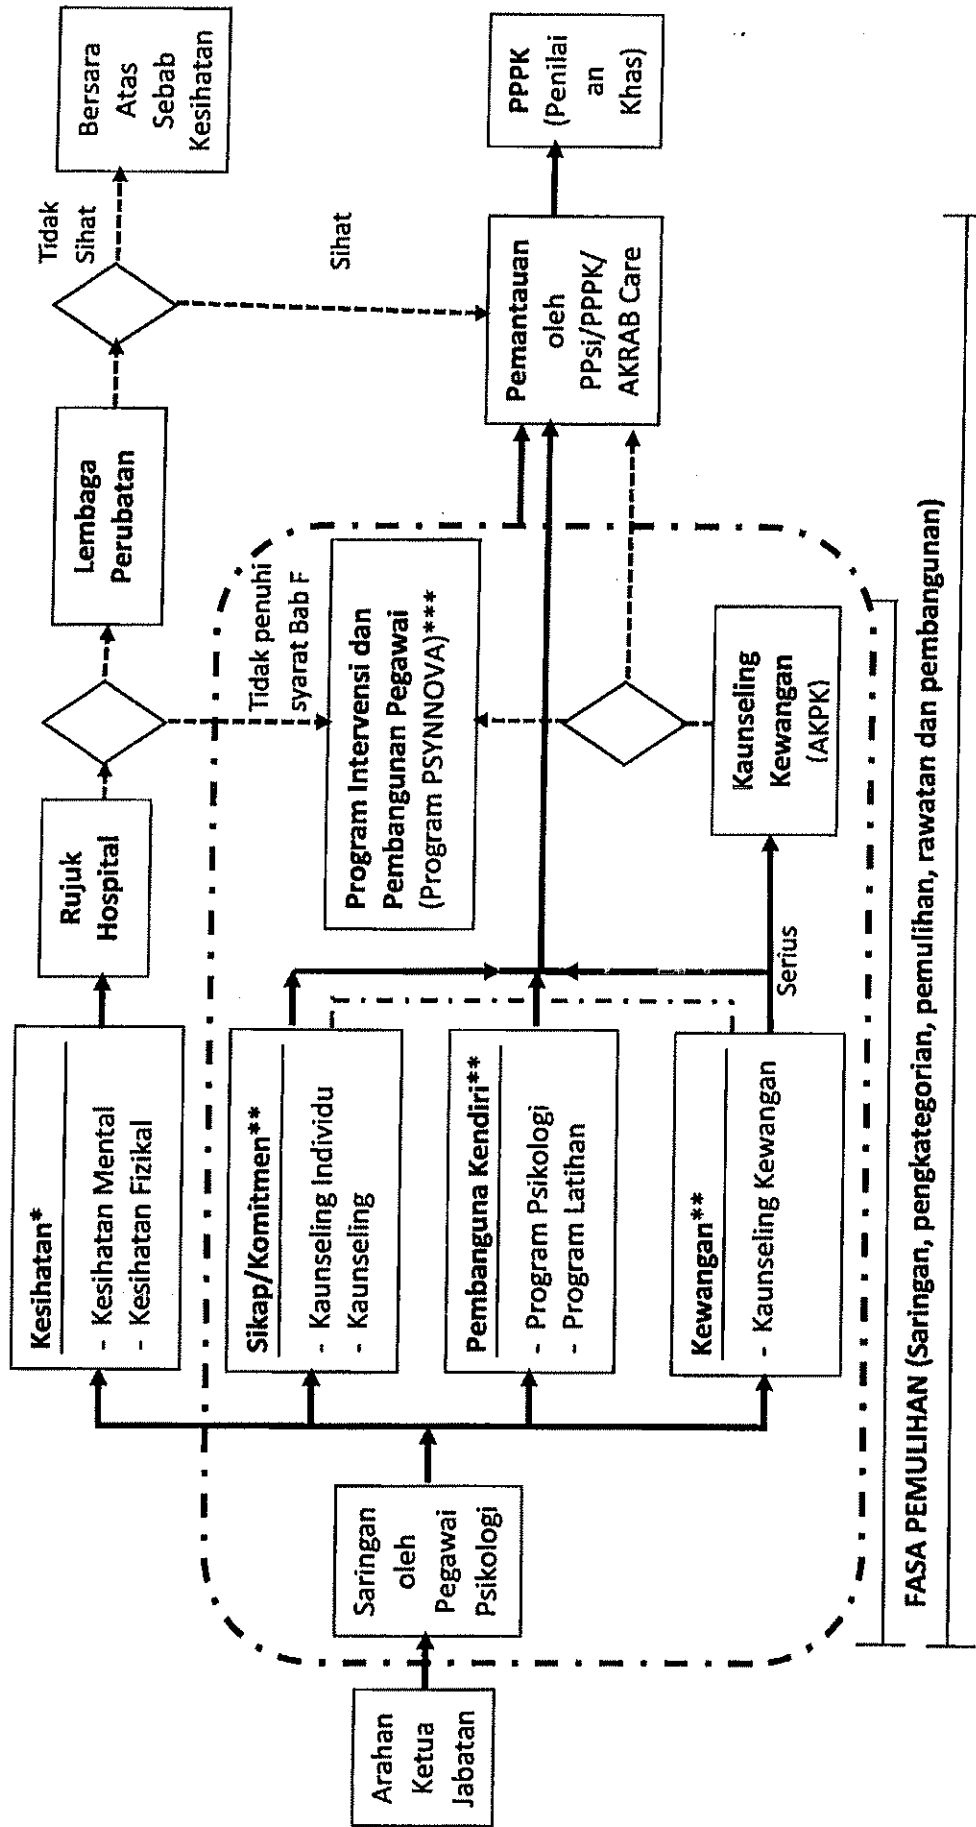 Arahan
Ketua
Jabatan
Saringan
oleh
Pegawai
Psikologi
Kesihatan*
- Kesihatan Mental
- Kesihatan Fizikal
Sikap/Komitmen**
- Kaunseling Individu
- Kaunseling
Pembanguna Kendiri**
- Program Psikologi
- Program Latihan
Kewangan**
- Kaunseling Kewangan
Rujuk
Hospital
Serius
Tidak penuhi
syarat Bab F
Program Intervensi dan
Pembangunan Pegawai
(Program PSYNNOVA)***
Kaunseling
Kewangan
(AKPK)
Lembaga
Perubatan
Tidak
Sihat
Sihat
Bersara
Atas
Sebab
Kesihatan
Pemantauan
oleh
PPsi/PPPK/
AKRAB Care
PPPK
(Penilai
an
Khas)
FASA PEMULIHAN (Saringan, pengkategorian, pemulihan, rawatan dan pembangunan)